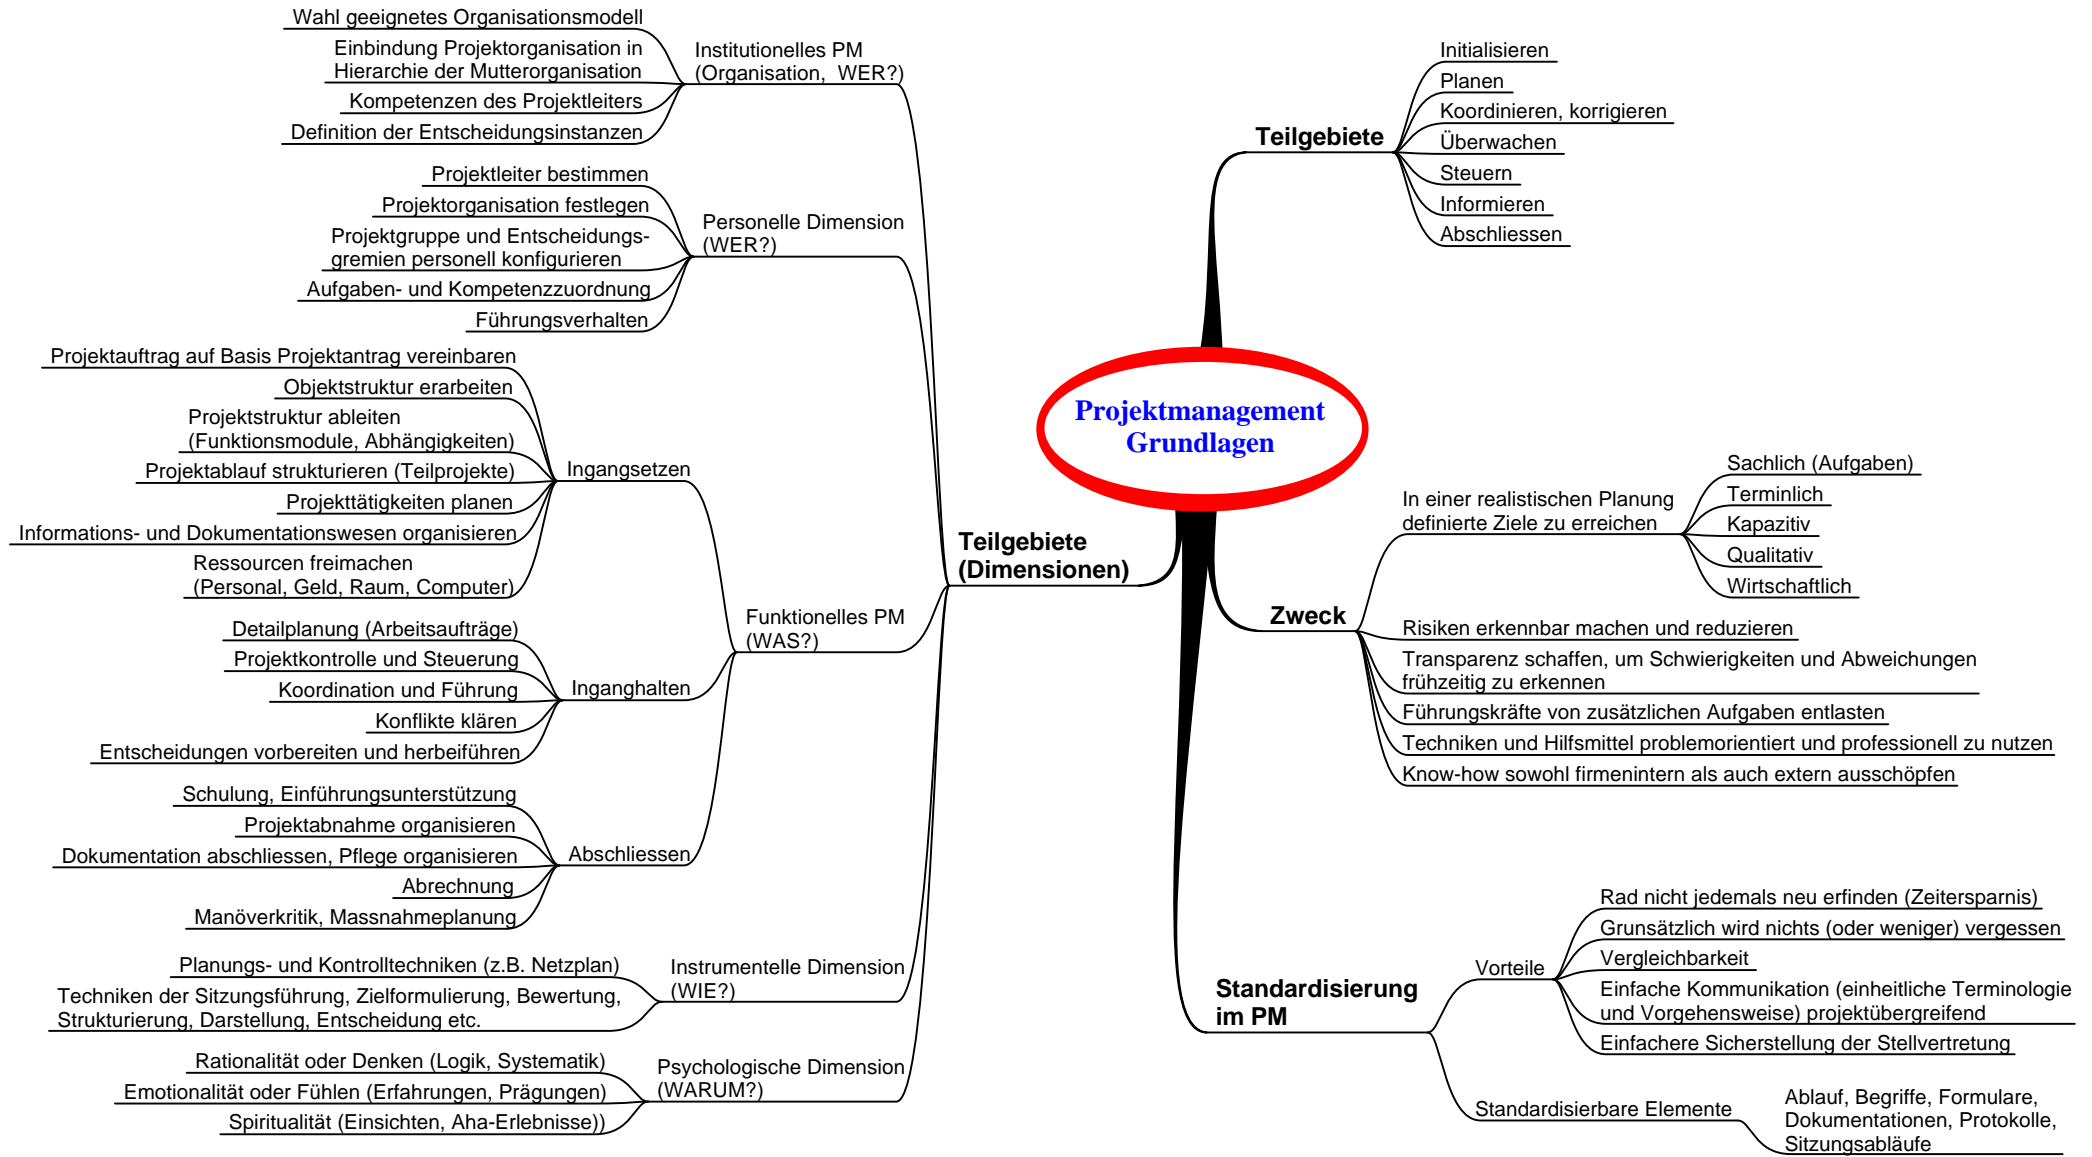 Projektmanagement
Grundlagen
Teilgebiete
Initialisieren
Planen
Koordinieren, korrigieren
Überwachen
Steuern
Informieren
Abschliessen
Zweck
In einer realistischen Planung
definierte Ziele zu erreichen
Sachlich (Aufgaben)
Terminlich
Kapazitiv
Qualitativ
Wirtschaftlich
Risiken erkennbar machen und reduzieren
Transparenz schaffen, um Schwierigkeiten und Abweichungen
frühzeitig zu erkennen
Führungskräfte von zusätzlichen Aufgaben entlasten
Techniken und Hilfsmittel problemorientiert und professionell zu nutzen
Know-how sowohl firmenintern als auch extern ausschöpfen
Standardisierung
im PM
Vorteile
Rad nicht jedemals neu erfinden (Zeitersparnis)
Grunsätzlich wird nichts (oder weniger) vergessen
Vergleichbarkeit
Einfache Kommunikation (einheitliche Terminologie
und Vorgehensweise) projektübergreifend
Einfachere Sicherstellung der Stellvertretung
Standardisierbare Elemente
Ablauf, Begriffe, Formulare,
Dokumentationen, Protokolle,
Sitzungsabläufe
Teilgebiete
(Dimensionen)
Institutionelles PM
(Organisation,  WER?)
Wahl geeignetes Organisationsmodell
Einbindung Projektorganisation in
Hierarchie der Mutterorganisation
Kompetenzen des Projektleiters
Definition der Entscheidungsinstanzen
Personelle Dimension
(WER?)
Projektleiter bestimmen
Projektorganisation festlegen
Projektgruppe und Entscheidungs-
gremien personell konfigurieren
Aufgaben- und Kompetenzzuordnung
Führungsverhalten
Funktionelles PM
(WAS?)
Ingangsetzen
Projektauftrag auf Basis Projektantrag vereinbaren
Objektstruktur erarbeiten
Projektstruktur ableiten
(Funktionsmodule, Abhängigkeiten)
Projektablauf strukturieren (Teilprojekte)
Projekttätigkeiten planen
Informations- und Dokumentationswesen organisieren
Ressourcen freimachen
(Personal, Geld, Raum, Computer)
Inganghalten
Detailplanung (Arbeitsaufträge)
Projektkontrolle und Steuerung
Koordination und Führung
Konflikte klären
Entscheidungen vorbereiten und herbeiführen
Abschliessen
Schulung, Einführungsunterstützung
Projektabnahme organisieren
Dokumentation abschliessen, Pflege organisieren
Abrechnung
Manöverkritik, Massnahmeplanung
Instrumentelle Dimension
(WIE?)
Planungs- und Kontrolltechniken (z.B. Netzplan)
Techniken der Sitzungsführung, Zielformulierung, Bewertung,
Strukturierung, Darstellung, Entscheidung etc.
Psychologische Dimension
(WARUM?)
Rationalität oder Denken (Logik, Systematik)
Emotionalität oder Fühlen (Erfahrungen, Prägungen)
Spiritualität (Einsichten, Aha-Erlebnisse))